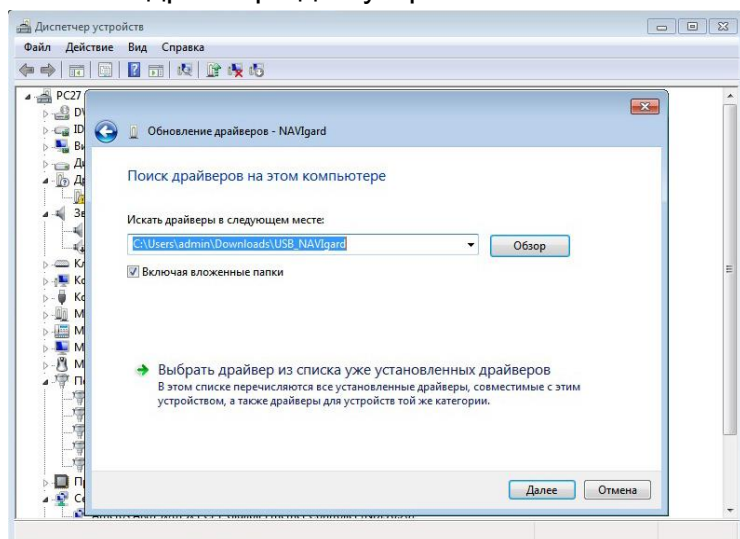 Диспетчер устройств
Файл Действие Вид Справка
PC27
Обновление драйверов - NAVIgard
Поиск драйверов на этом компьютере
Искать драйверы в следующем месте:
C:\Users\admin\Downloads\USB_NAVIgard
Обзор
Включая вложенные папки
Выбрать драйвер из списка уже установленных драйверов
В этом списке перечисляются все установленные драйверы, совместимые с этим
устройством, а также драйверы для устройств той же категории.
Далее Отмена